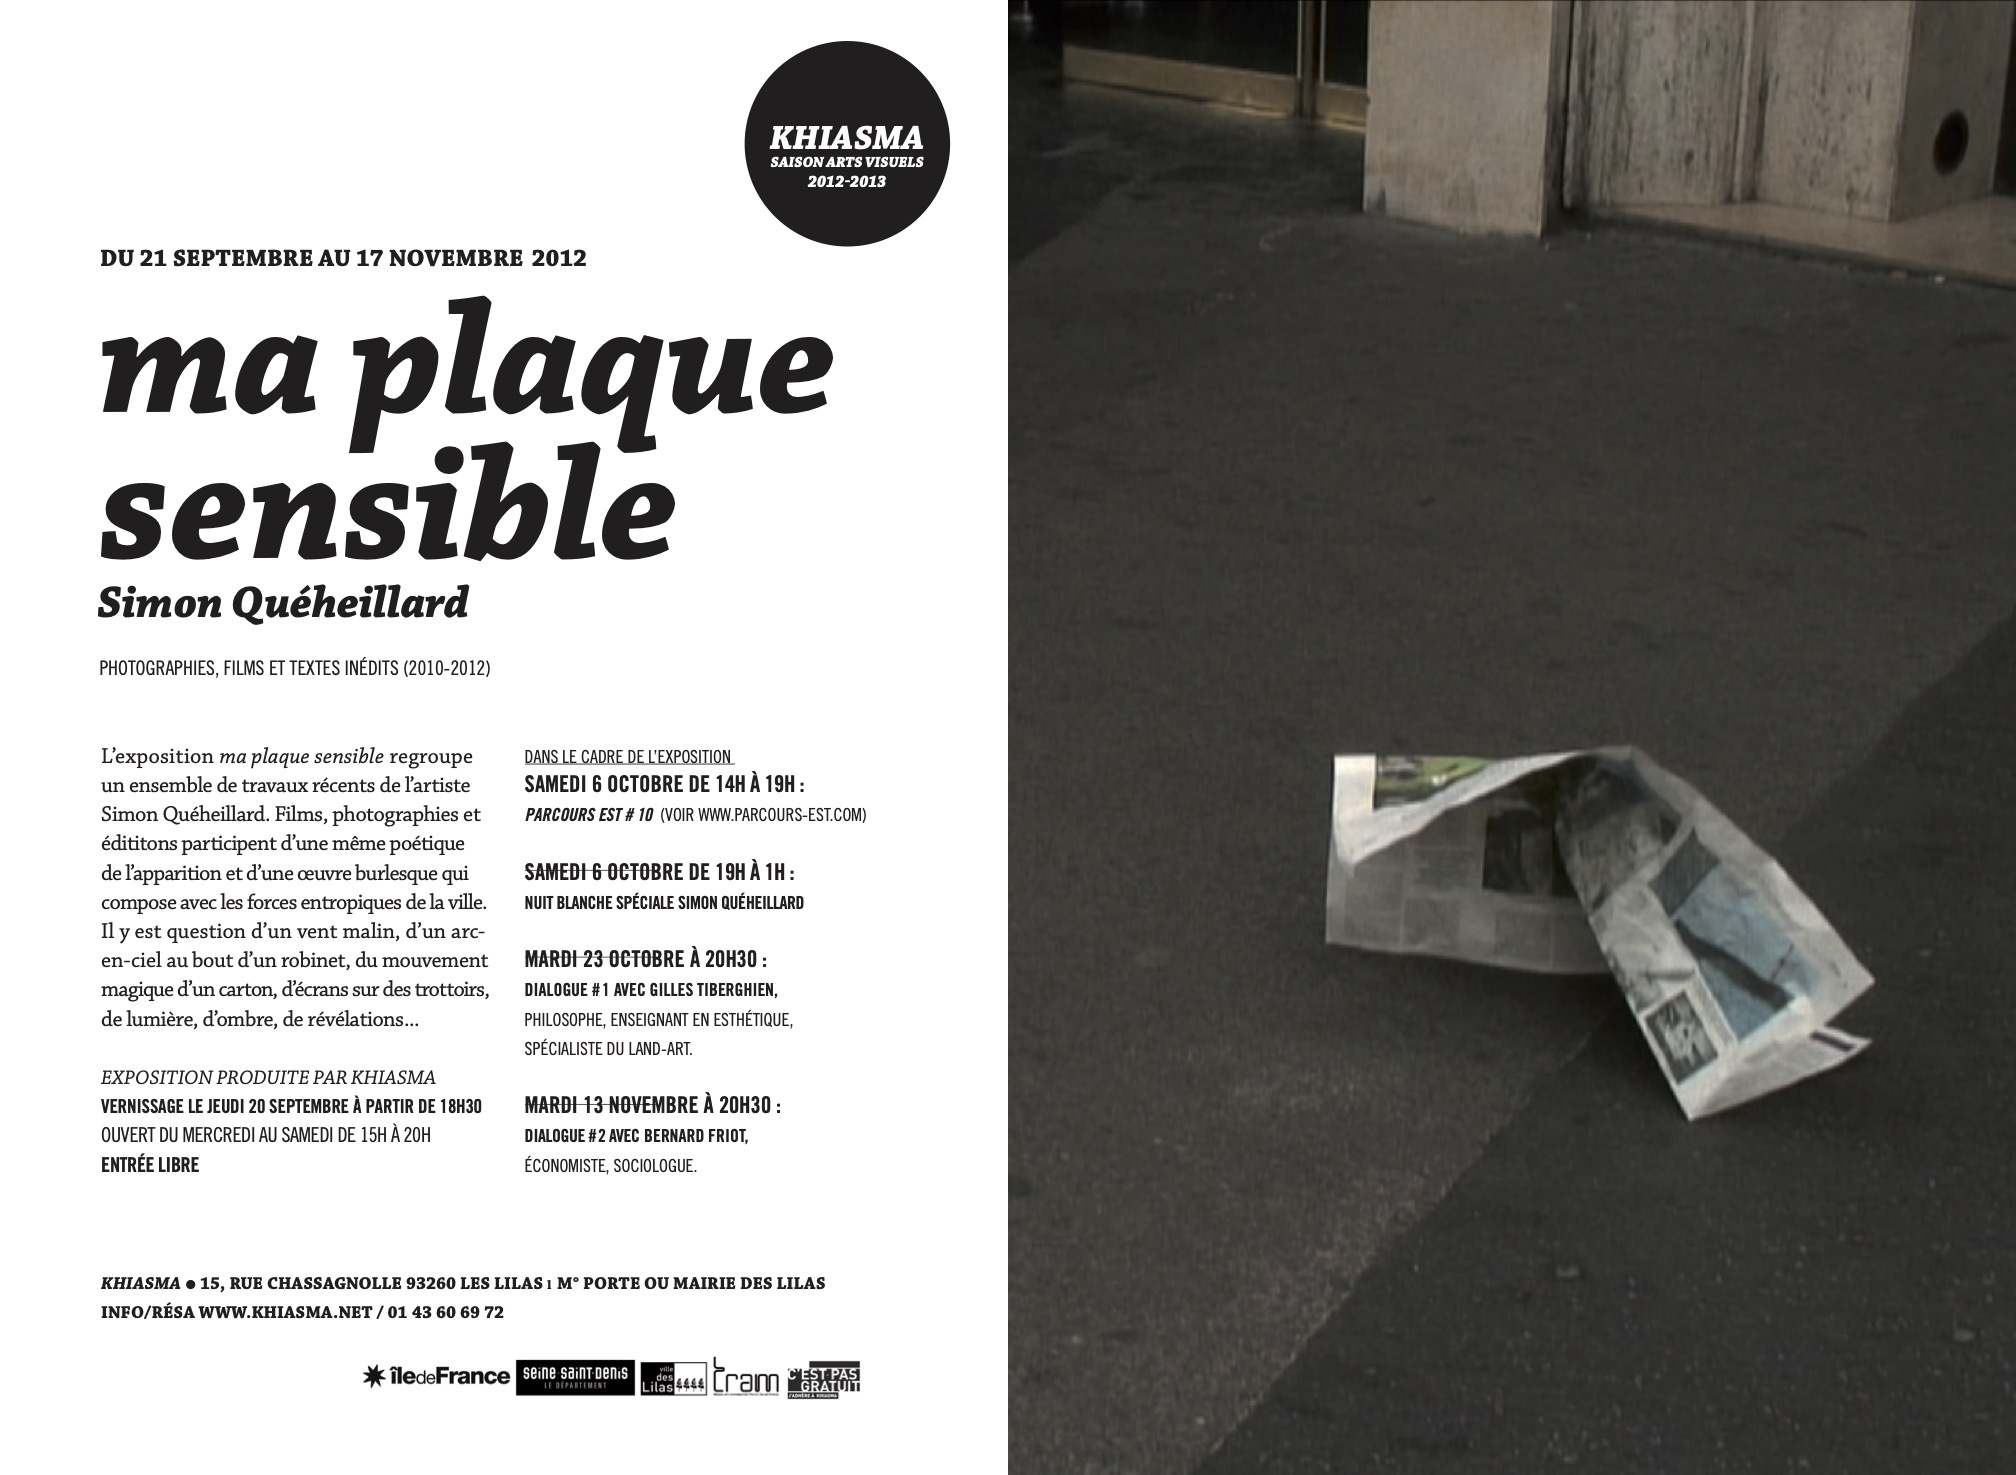 KHIASMA
SAISON ARTS VISUELS
2012-2013
DU 21 SEPTEMBRE AU 17 NOVEMBRE 2012
ma plaque
sensible
Simon Quéheillard
PHOTOGRAPHIES, FILMS ET TEXTES INÉDITS (2010-2012)
L’exposition ma plaque sensible regroupe
un ensemble de travaux récents de l’artiste
Simon Quéheillard. Films, photographies et
édititons participent d’une même poétique
de l’apparition et d’une œuvre burlesque qui
compose avec les forces entropiques de la ville.
Il y est question d’un vent malin, d’un arc-
en-ciel au bout d’un robinet, du mouvement
magique d’un carton, d’écrans sur des trottoirs,
de lumière, d’ombre, de révélations...
EXPOSITION PRODUITE PAR KHIASMA
VERNISSAGE LE JEUDI 20 SEPTEMBRE À PARTIR DE 18H30
OUVERT DU MERCREDI AU SAMEDI DE 15H À 20H
ENTRÉE LIBRE
DANS LE CADRE DE L’EXPOSITION
SAMEDI 6 OCTOBRE DE 14H À 19H :
PARCOURS EST # 10 (VOIR WWW.PARCOURS-EST.COM)
SAMEDI 6 OCTOBRE DE 19H À 1H :
NUIT BLANCHE SPÉCIALE SIMON QUÉHEILLARD
MARDI 23 OCTOBRE À 20H30 :
DIALOGUE #1 AVEC GILLES TIBERGHIEN,
PHILOSOPHE, ENSEIGNANT EN ESTHÉTIQUE,
SPÉCIALISTE DU LAND-ART.
MARDI 13 NOVEMBRE À 20H30 :
DIALOGUE #2 AVEC BERNARD FRIOT,
ÉCONOMISTE, SOCIOLOGUE.
KHIASMA ● 15, RUE CHASSAGNOLLE 93260 LES LILAS ı M° PORTE OU MAIRIE DES LILAS
INFO/RÉSA WWW.KHIASMA.NET / 01 43 60 69 72
îledeFrance
seine saint-denis
LE DÉPARTEMENT
ville
des
Lilas
tram
C'EST PAS
GRATUIT
J'ADHÈRE À KHIASMA